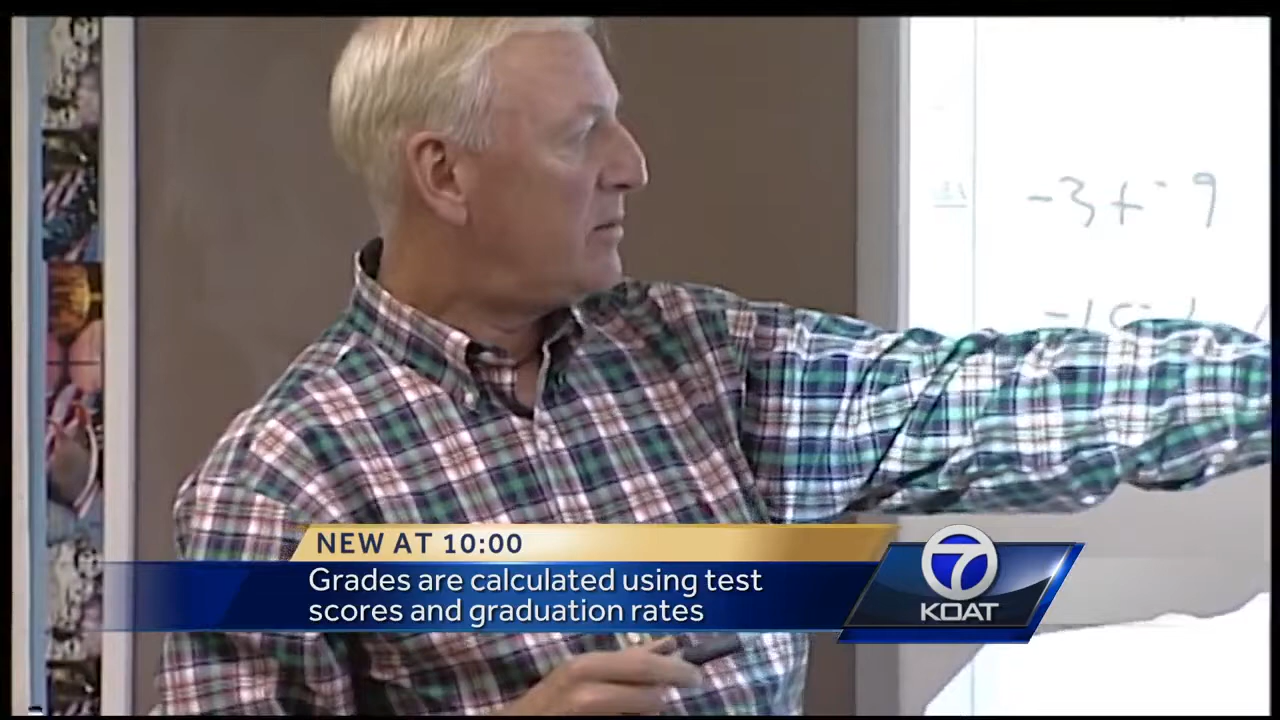 -3 + -9
NEW AT 10:00
Grades are calculated using test
scores and graduation rates
7
KOAT